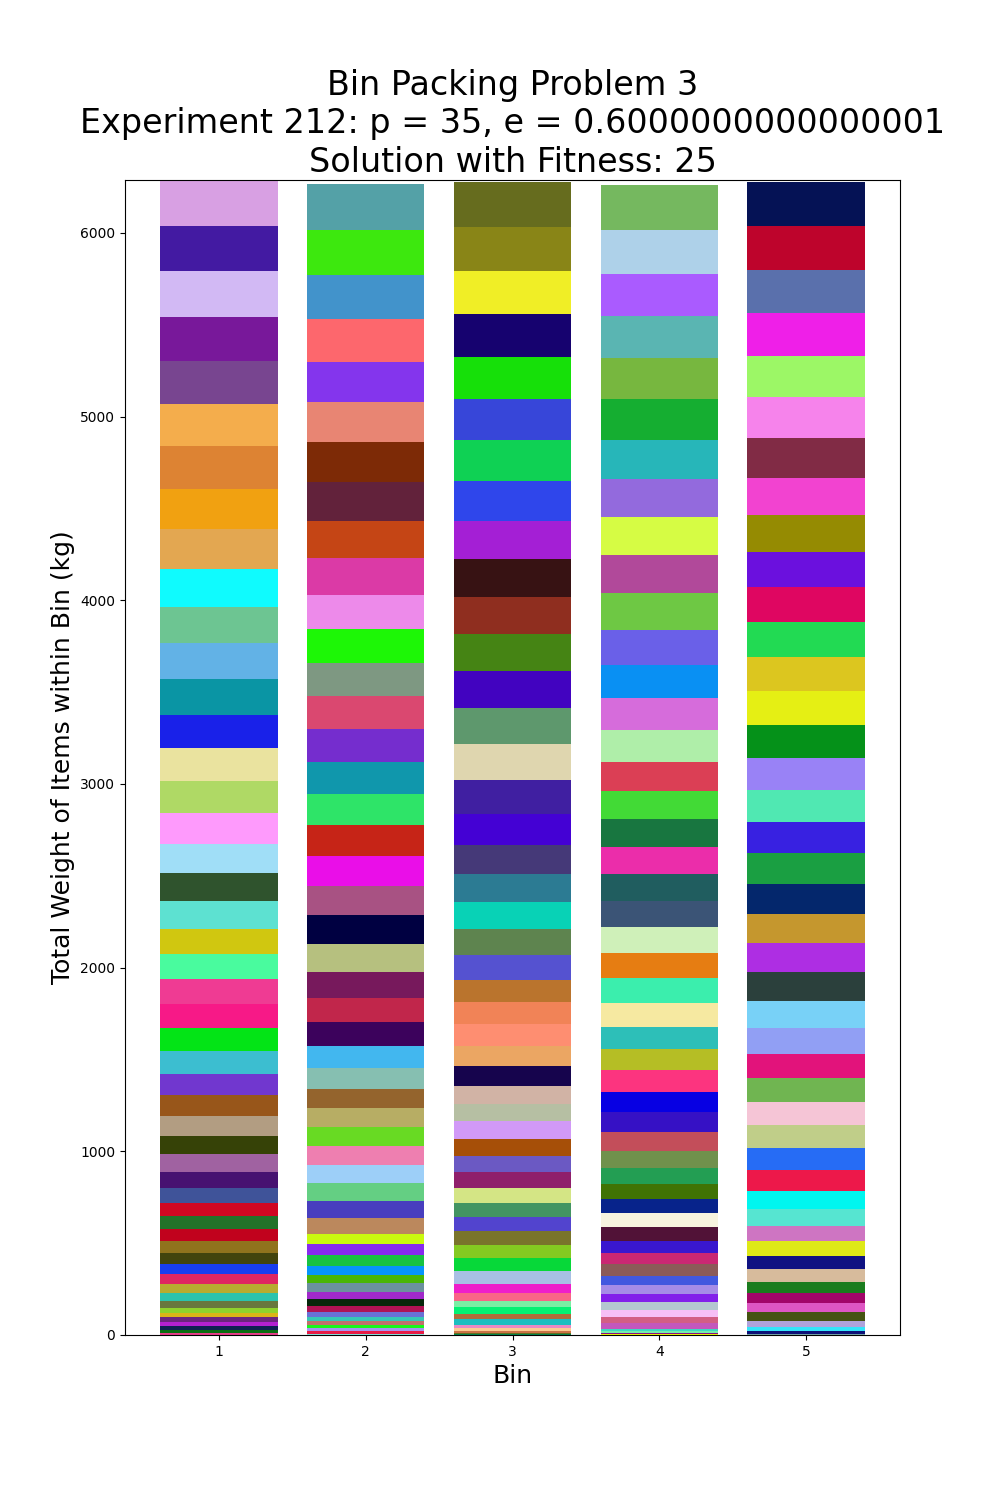 Bin Packing Problem 3
Experiment 212: p = 35, e = 0.6000000000000001
Solution with Fitness: 25
Total Weight of Items within Bin (kg)
6000
5000
4000
3000
2000
1000
0
1 2 3 4 5
Bin